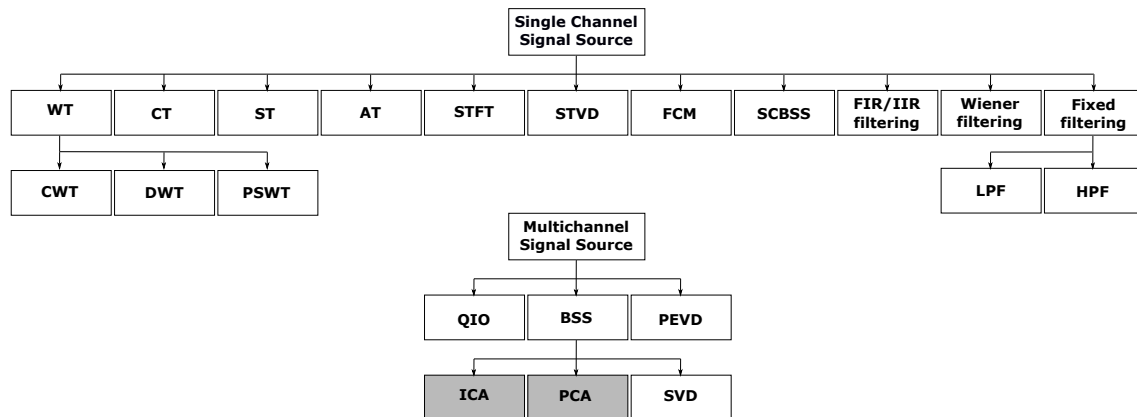 Single Channel
Signal Source
WT
CT
ST
AT
STFT
STVD
FCM
SCBSS
FIR/IIR
filtering
Wiener
filtering
Fixed
filtering
CWT
DWT
PSWT
LPF
HPF
Multichannel
Signal Source
QIO
BSS
PEVD
ICA
PCA
SVD